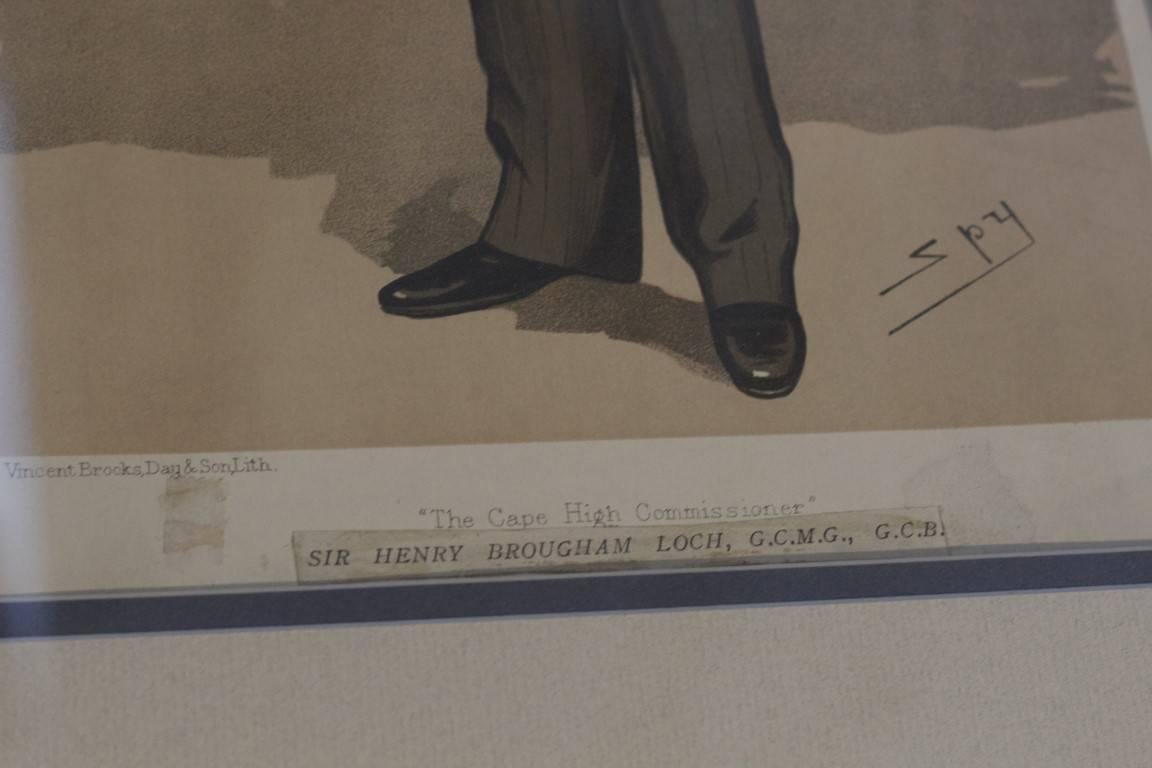 Spy
Vincent Brooks, Day & Son, Lith.
"The Cape High Commissioner"
SIR HENRY BROUGHAM LOCH, G.C.M.G., G.C.B.